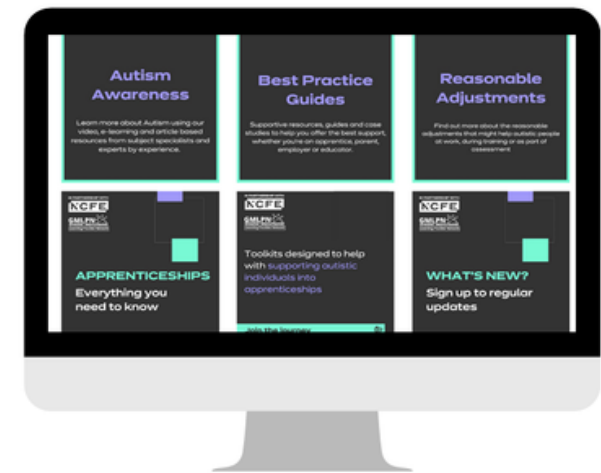 Autism
Awareness
Learn more about Autism using our
video, e-learning and article based
resources from subject specialists and
experts by experience.
Best Practice
Guides
Supportive resources, guides and case
studies to help you offer the best support,
whether you're an apprentice, parent,
employer or educator.
Reasonable
Adjustments
Find out more about the reasonable
adjustments that might help autistic people
at work, during training or as part of
assessment
NCFE
GMLPN
APPRENTICESHIPS
Everything you
need to know
NCFE
GMLPN
Toolkits designed to help
with supporting autistic
individuals into
apprenticeships
Join the journey
NCFE
GMLPN
WHAT'S NEW?
Sign up to regular
updates